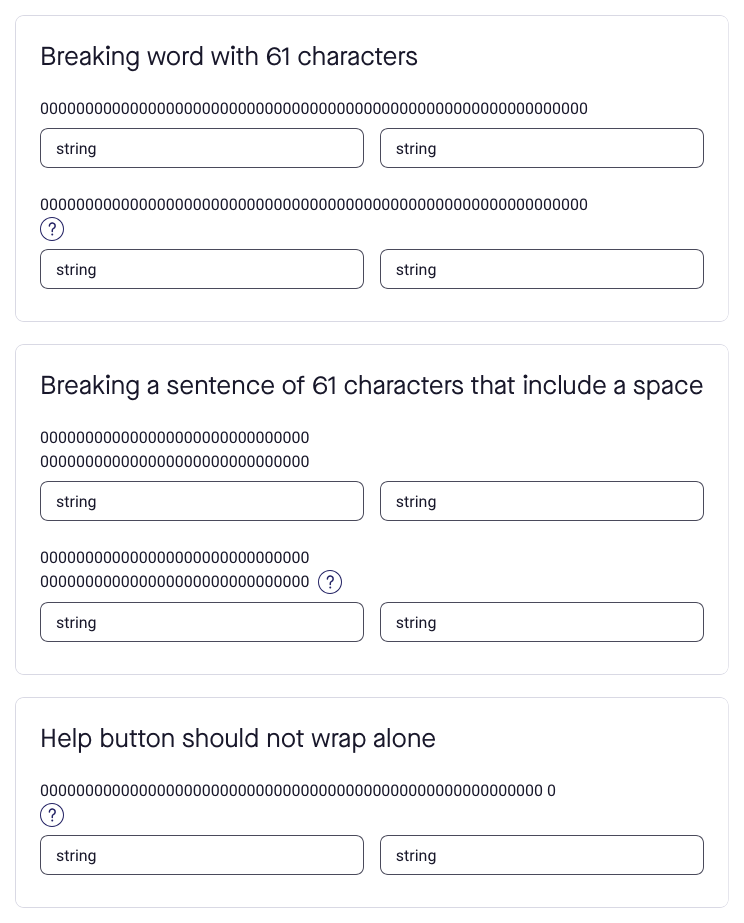 Breaking word with 61 characters
0000000000000000000000000000000000000000000000000000000000000
string string
0000000000000000000000000000000000000000000000000000000000000
?
string string
Breaking a sentence of 61 characters that include a space
000000000000000000000000000000
000000000000000000000000000000
string string
000000000000000000000000000000
000000000000000000000000000000 ?
string string
Help button should not wrap alone
00000000000000000000000000000000000000000000000000000000 0
?
string string